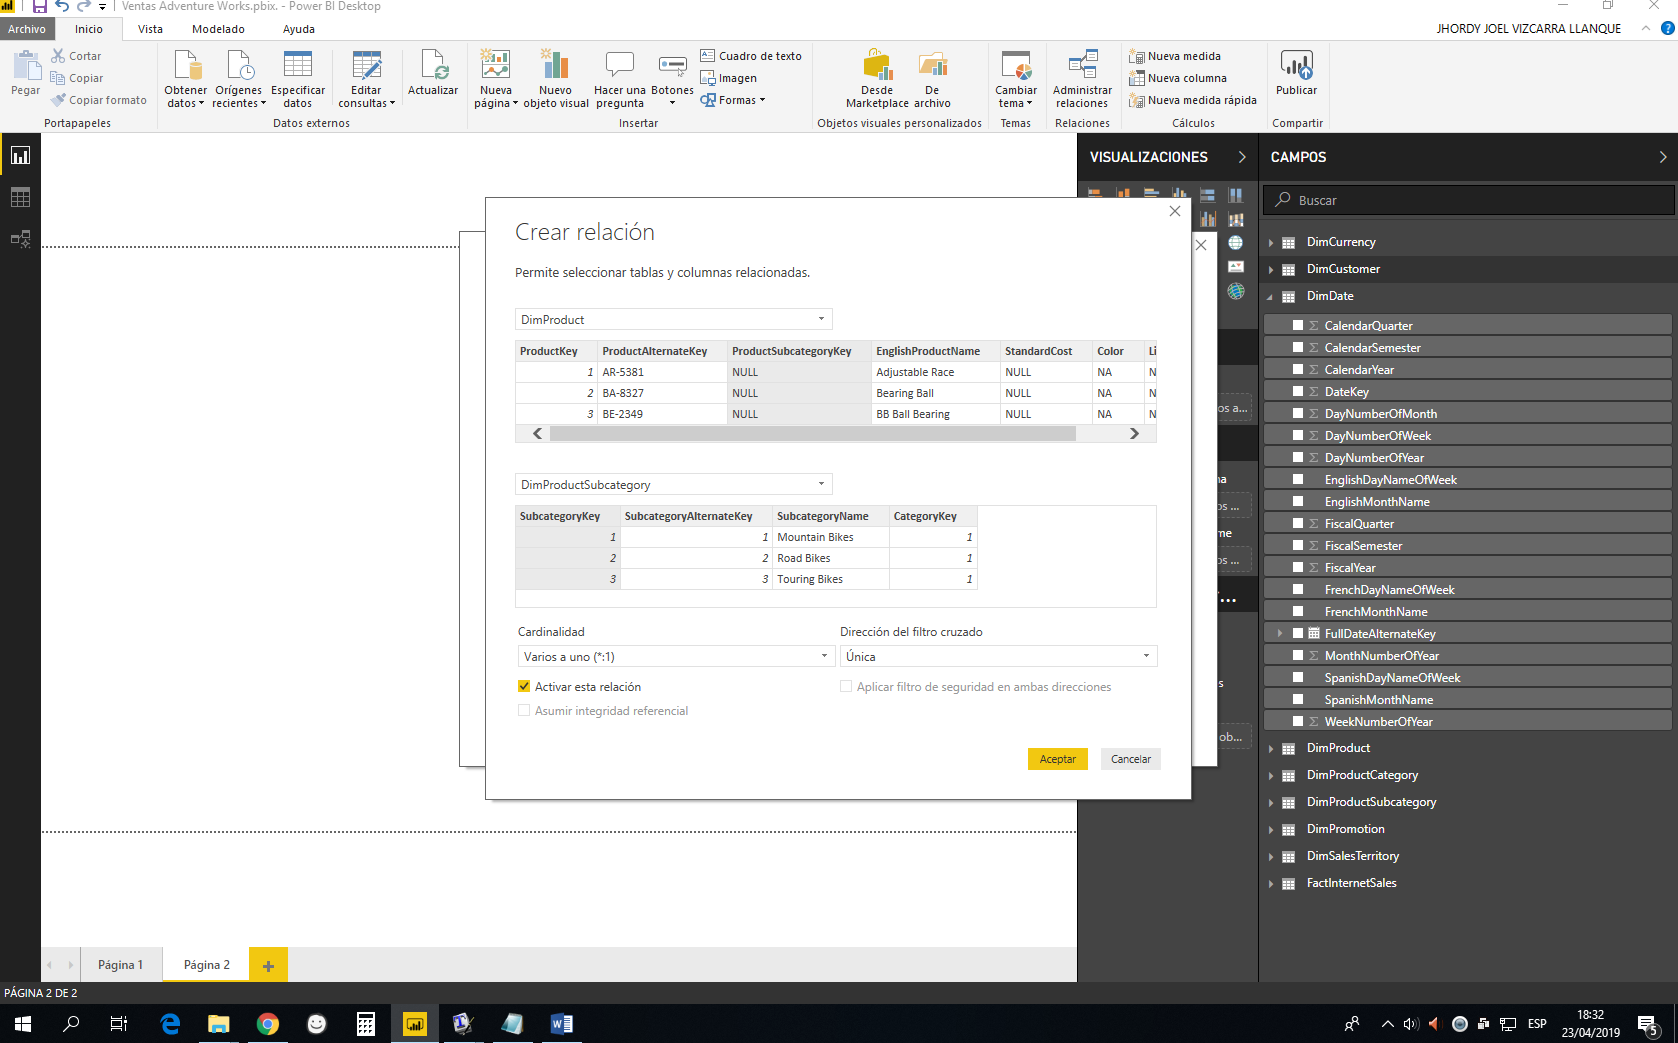 Ventas Adventure Works.pbix. - Power BI Desktop
Archivo Inicio Vista Modelado Ayuda
JHORDY JOEL VIZCARRA LLANQUE
Pegar
Cortar
Copiar
Copiar formato
Portapapeles
Obtener datos
Orígenes recientes
Especificar datos
Editar consultas
Actualizar
Datos externos
Nueva página
Nuevo objeto visual
Hacer una pregunta
Botones
Cuadro de texto
Imagen
Formas
Insertar
Desde Marketplace
De archivo
Objetos visuales personalizados
Cambiar tema
Temas
Administrar relaciones
Relaciones
Nueva medida
Nueva columna
Nueva medida rápida
Cálculos
Publicar
Compartir
Crear relación
Permite seleccionar tablas y columnas relacionadas.
DimProduct
ProductKey ProductAlternateKey ProductSubcategoryKey EnglishProductName StandardCost Color Li
1 AR-5381 NULL Adjustable Race NULL NA N
2 BA-8327 NULL Bearing Ball NULL NA N
3 BE-2349 NULL BB Ball Bearing NULL NA N
DimProductSubcategory
SubcategoryKey SubcategoryAlternateKey SubcategoryName CategoryKey
1 1 Mountain Bikes 1
2 2 Road Bikes 1
3 3 Touring Bikes 1
Cardinalidad
Varios a uno (*:1)
Dirección del filtro cruzado
Única
Activar esta relación
Aplicar filtro de seguridad en ambas direcciones
Asumir integridad referencial
Aceptar Cancelar
VISUALIZACIONES
os a...
na
os ...
me
os ...
s
ob...
CAMPOS
Buscar
DimCurrency
DimCustomer
DimDate
CalendarQuarter
CalendarSemester
CalendarYear
DateKey
DayNumberOfMonth
DayNumberOfWeek
DayNumberOfYear
EnglishDayNameOfWeek
EnglishMonthName
FiscalQuarter
FiscalSemester
FiscalYear
FrenchDayNameOfWeek
FrenchMonthName
FullDateAlternateKey
MonthNumberOfYear
SpanishDayNameOfWeek
SpanishMonthName
WeekNumberOfYear
DimProduct
DimProductCategory
DimProductSubcategory
DimPromotion
DimSalesTerritory
FactInternetSales
Página 1 Página 2
PÁGINA 2 DE 2
ESP
18:32
23/04/2019
5